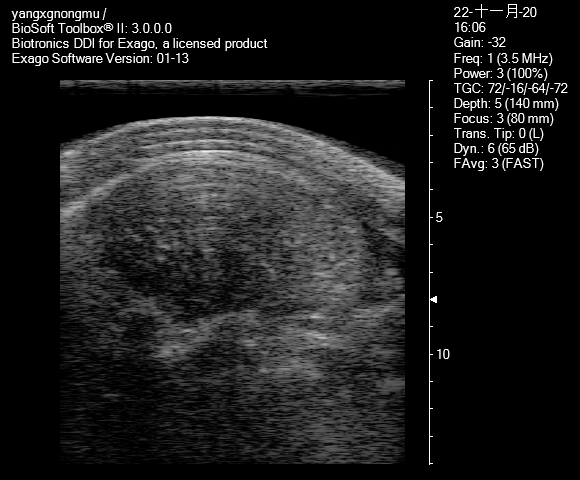 yangxgnongmu /
BioSoft Toolbox® II: 3.0.0.0
Biotronics DDI for Exago, a licensed product
Exago Software Version: 01-13
22-十一月-20
16:06
Gain: -32
Freq: 1 (3.5 MHz)
Power: 3 (100%)
TGC: 72/-16/-64/-72
Depth: 5 (140 mm)
Focus: 3 (80 mm)
Trans. Tip: 0 (L)
Dyn.: 6 (65 dB)
FAvg: 3 (FAST)
5
10